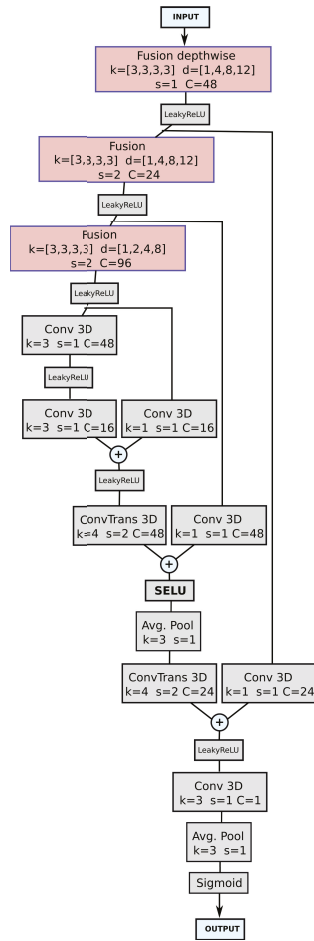 INPUT
Fusion depthwise
k=[3,3,3,3] d=[1,4,8,12]
s=1 C=48
LeakyReLU
Fusion
k=[3,3,3,3] d=[1,4,8,12]
s=2 C=24
LeakyReLU
Fusion
k=[3,3,3,3] d=[1,2,4,8]
s=2 C=96
LeakyReLU
Conv 3D
k=3 s=1 C=48
LeakyReLU
Conv 3D
k=3 s=1 C=16
Conv 3D
k=1 s=1 C=16
+
LeakyReLU
ConvTrans 3D
k=4 s=2 C=48
Conv 3D
k=1 s=1 C=48
+
SELU
Avg. Pool
k=3 s=1
ConvTrans 3D
k=4 s=2 C=24
Conv 3D
k=1 s=1 C=24
+
LeakyReLU
Conv 3D
k=3 s=1 C=1
Avg. Pool
k=3 s=1
Sigmoid
OUTPUT